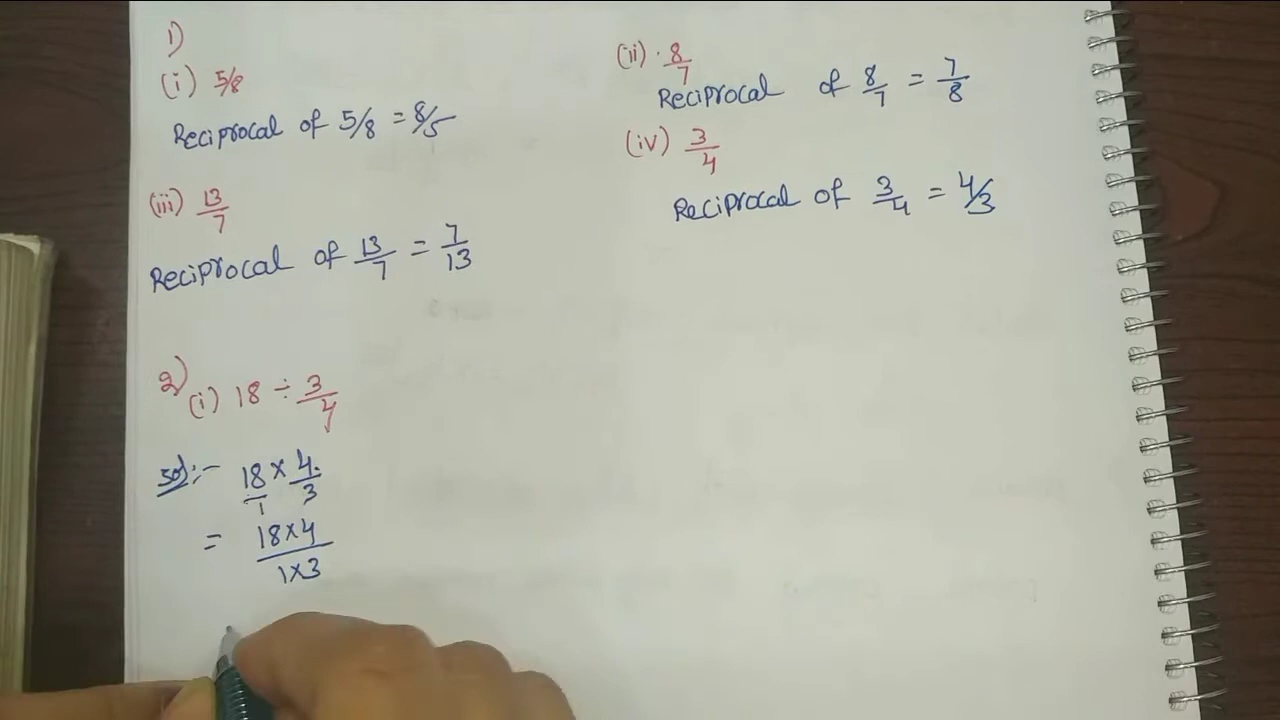 1)
(i) 5/8
Reciprocal of 5/8 = 8/5
(ii) . 8/7
Reciprocal of 8/7 = 7/8
(iii) 13/7
Reciprocal of 13/7 = 7/13
(iv) 3/4
Reciprocal of 3/4 = 4/3
2)
(i) 18 ÷ 3/4
Sol:- 18/1 × 4/3
= 18×4/1×3